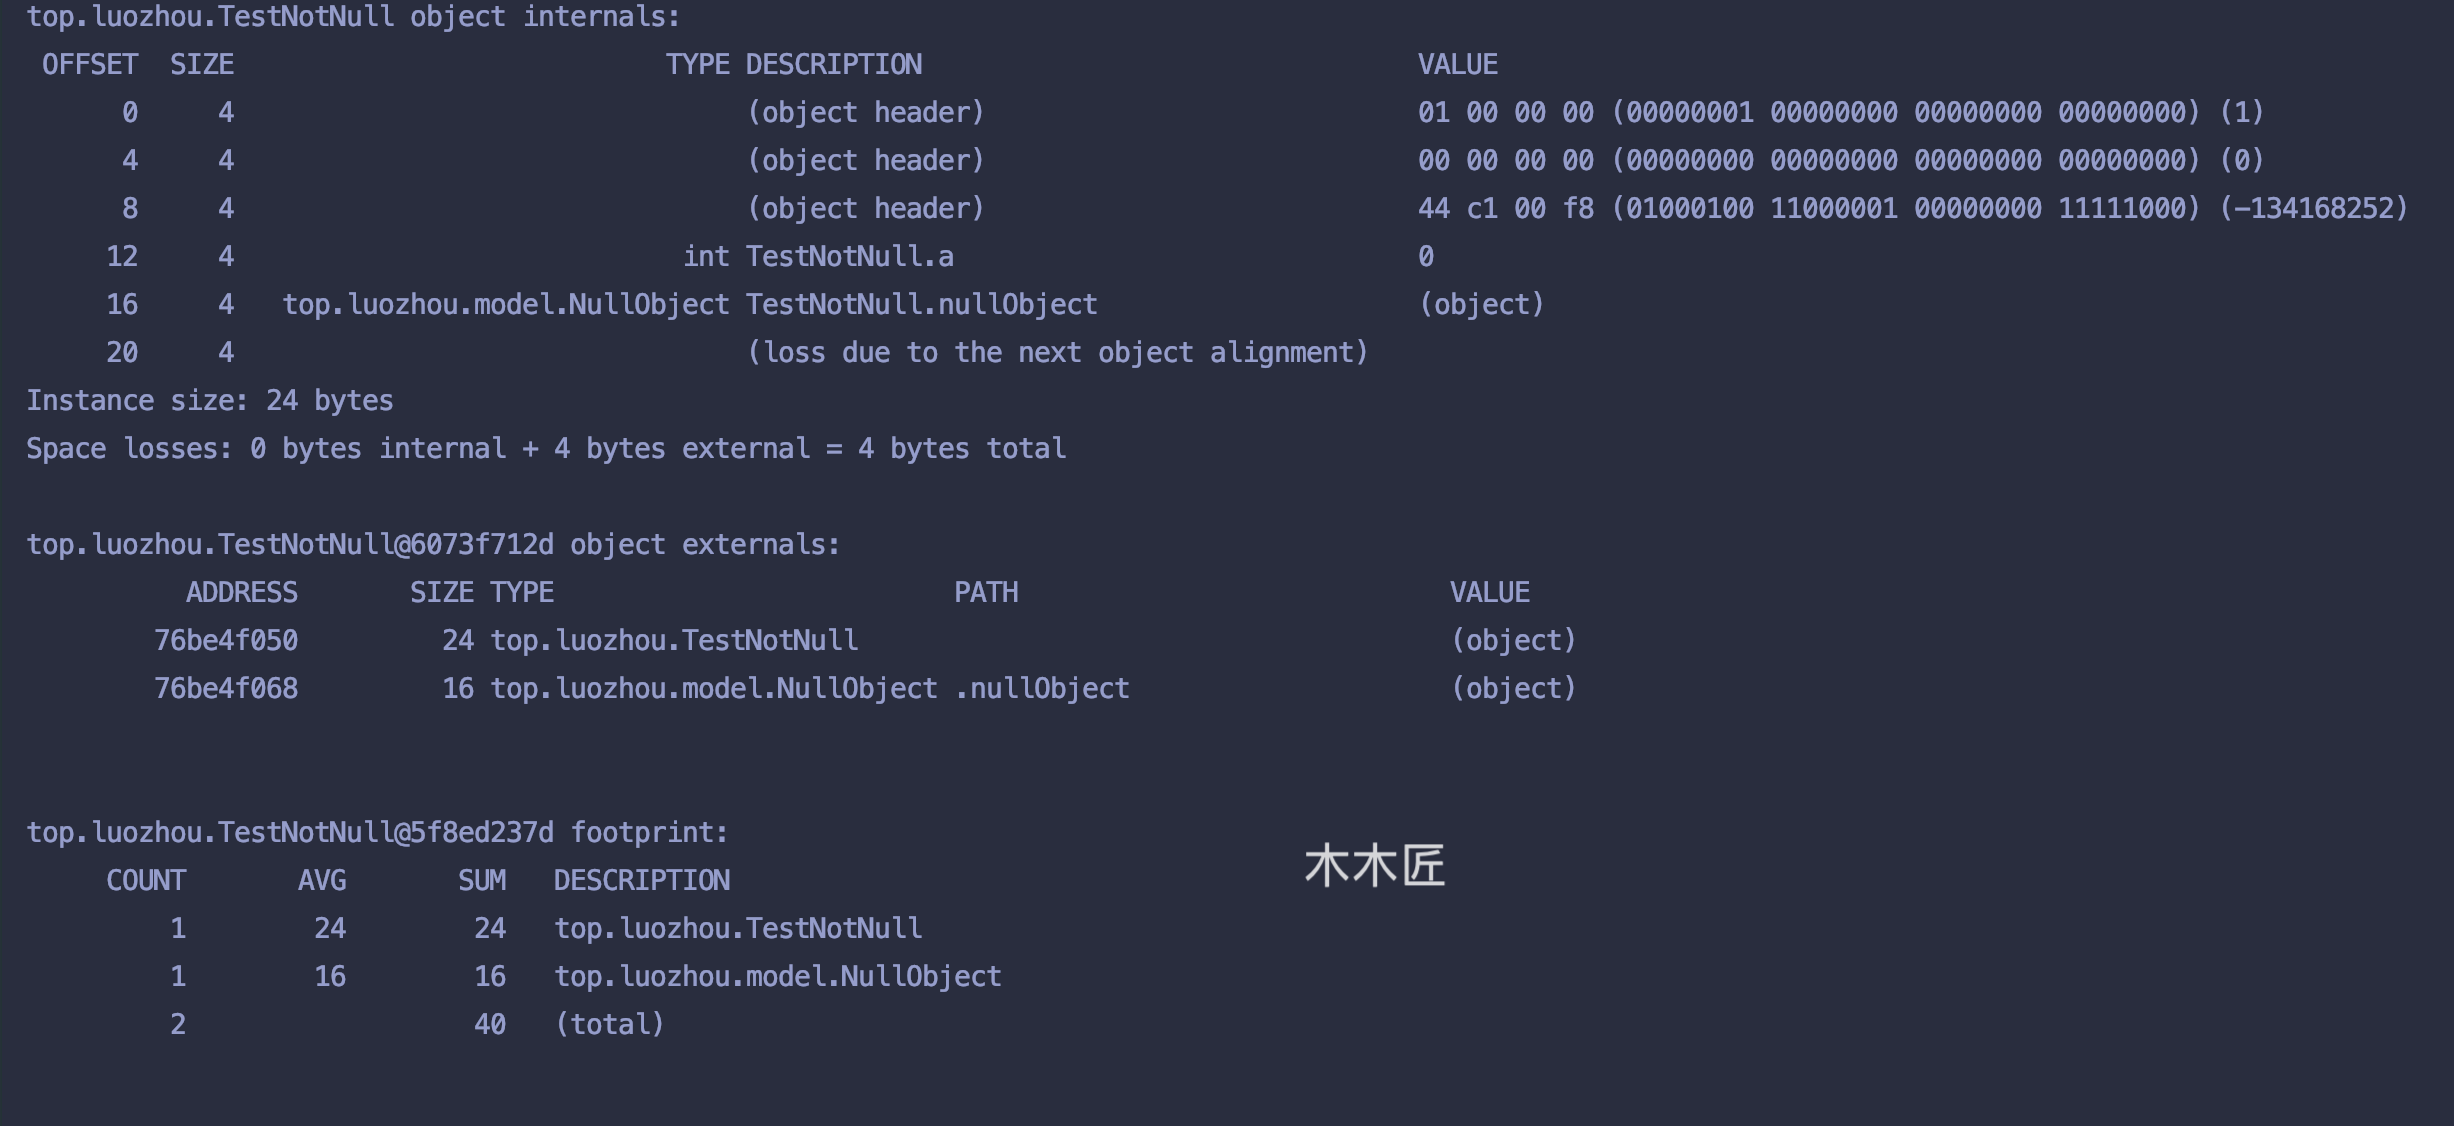 top.luozhou.TestNotNull object internals:
OFFSET SIZE TYPE DESCRIPTION VALUE
0 4 (object header) 01 00 00 00 (00000001 00000000 00000000 00000000) (1)
4 4 (object header) 00 00 00 00 (00000000 00000000 00000000 00000000) (0)
8 4 (object header) 44 c1 00 f8 (01000100 11000001 00000000 11111000) (-134168252)
12 4 int TestNotNull.a 0
16 4 top.luozhou.model.NullObject TestNotNull.nullObject (object)
20 4 (loss due to the next object alignment)
Instance size: 24 bytes
Space losses: 0 bytes internal + 4 bytes external = 4 bytes total
top.luozhou.TestNotNull@6073f712d object externals:
ADDRESS SIZE TYPE PATH VALUE
76be4f050 24 top.luozhou.TestNotNull (object)
76be4f068 16 top.luozhou.model.NullObject .nullObject (object)
top.luozhou.TestNotNull@5f8ed237d footprint:
COUNT AVG SUM DESCRIPTION
1 24 24 top.luozhou.TestNotNull
1 16 16 top.luozhou.model.NullObject
2 40 (total)
木木匠